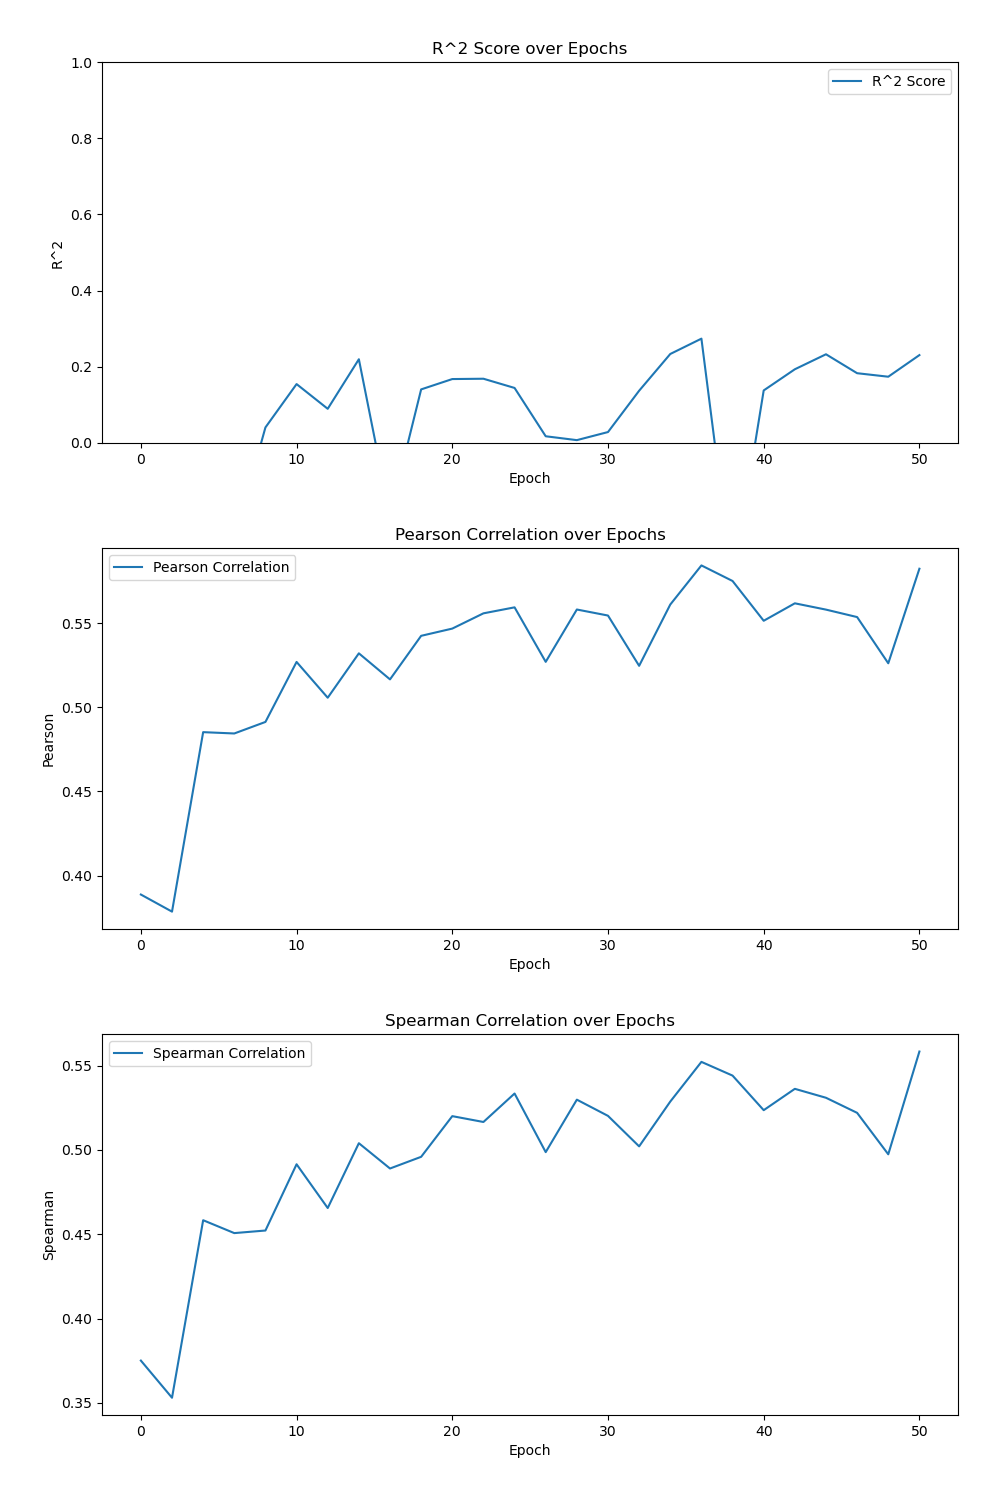 R^2 Score over Epochs
1.0
R^2 Score
0.8
0.6
R^2
0.4
0.2
0.0
0 10 20 30 40 50
Epoch
Pearson Correlation over Epochs
Pearson Correlation
0.55
0.50
Pearson
0.45
0.40
0 10 20 30 40 50
Epoch
Spearman Correlation over Epochs
Spearman Correlation
0.55
0.50
Spearman
0.45
0.40
0.35
0 10 20 30 40 50
Epoch